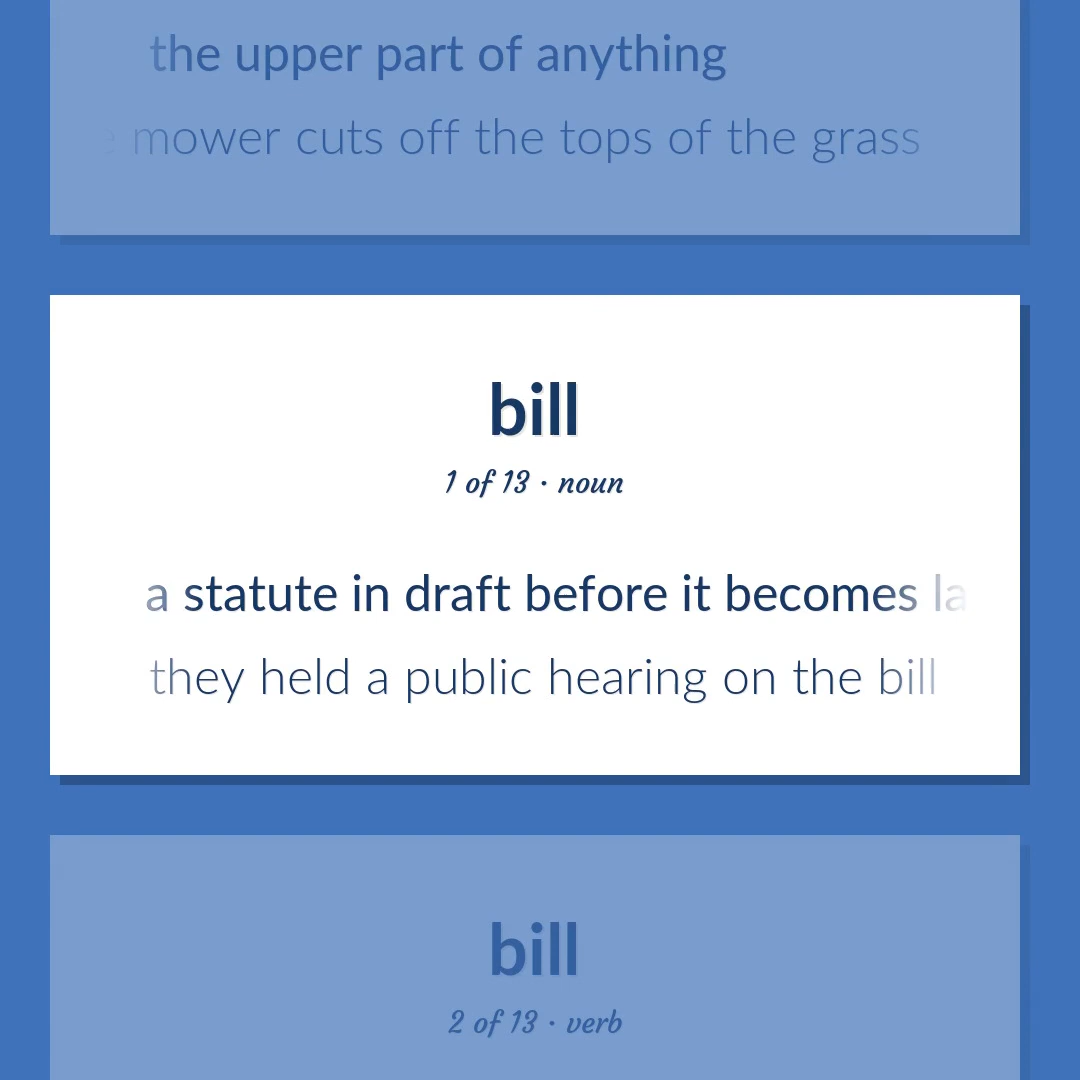 the upper part of anything
mower cuts off the tops of the grass
bill
1 of 13 · noun
a statute in draft before it becomes la
they held a public hearing on the bill
bill
2 of 13 · verb